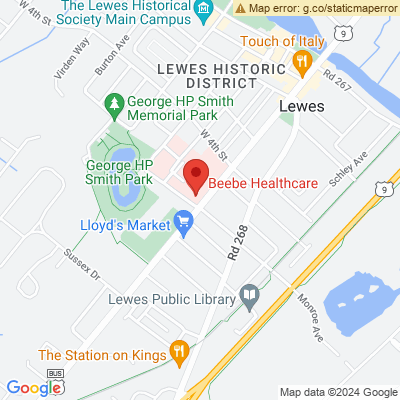 The Lewes Historical
Society Main Campus
Map error: g.co/staticmaperror
W 4th St
Virden Way
Burton Ave
Touch of Italy
9
Rd 267
LEWES HISTORIC
DISTRICT
Lewes
George HP Smith
Memorial Park
W 4th St
Schley Ave
George HP
Smith Park
Beebe Healthcare
9
Lloyd's Market
Rd 268
Sussex Dr
Lewes Public Library
Monroe Ave
The Station on Kings
BUS
9
Google
Map data ©2024 Google